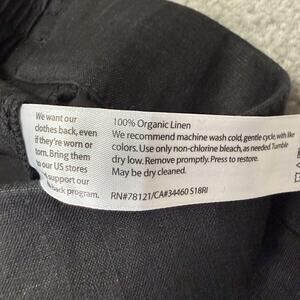 We want our
clothes back, even
if they're worn or
torn. Bring them
to our US stores
support our
back program.
100% Organic Linen
We recommend machine wash cold, gentle cycle, with like
colors. Use only non-chlorine bleach, as needed. Tumble
dry low. Remove promptly. Press to restore.
May be dry cleaned.
RN#78121/CA#34460 S18RI